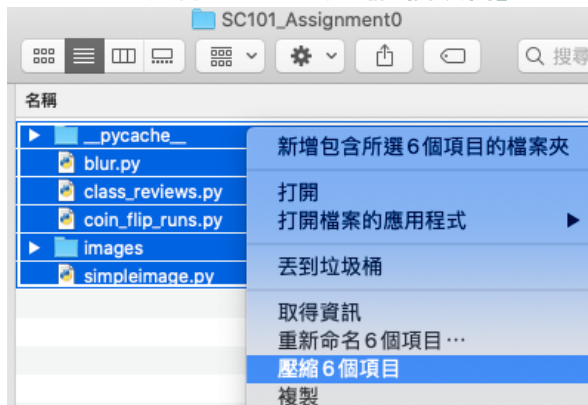 SC101_Assignment0
搜尋
名稱
__pycache__
blur.py
class_reviews.py
coin_flip_runs.py
images
simpleimage.py
新增包含所選6個項目的檔案夾
打開
打開檔案的應用程式
丟到垃圾桶
取得資訊
重新命名6個項目⋯
壓縮6個項目
複製